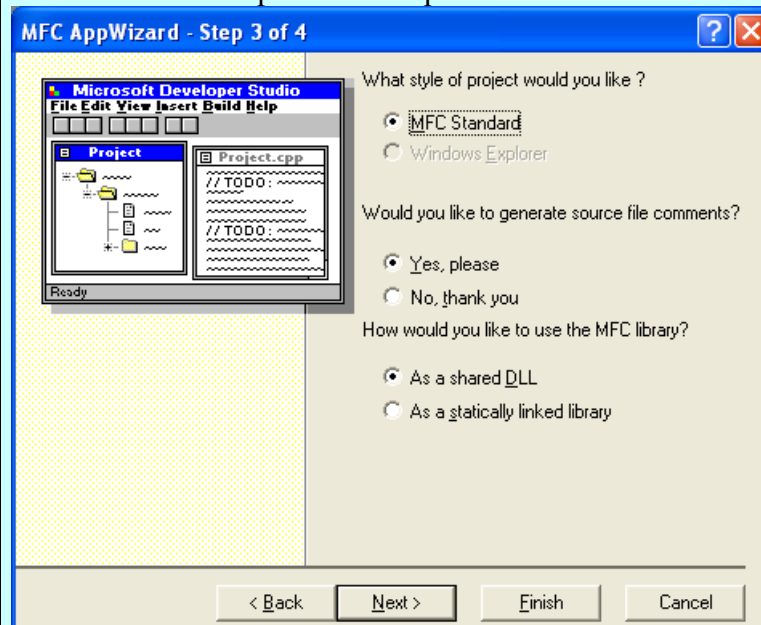 MFC AppWizard - Step 3 of 4
Microsoft Developer Studio
File Edit View Insert Build Help
Project
Project.cpp
//TODO:
//TODO:
Ready
What style of project would you like ?
MFC Standard
Windows Explorer
Would you like to generate source file comments?
Yes, please
No, thank you
How would you like to use the MFC library?
As a shared DLL
As a statically linked library
< Back
Next >
Finish
Cancel